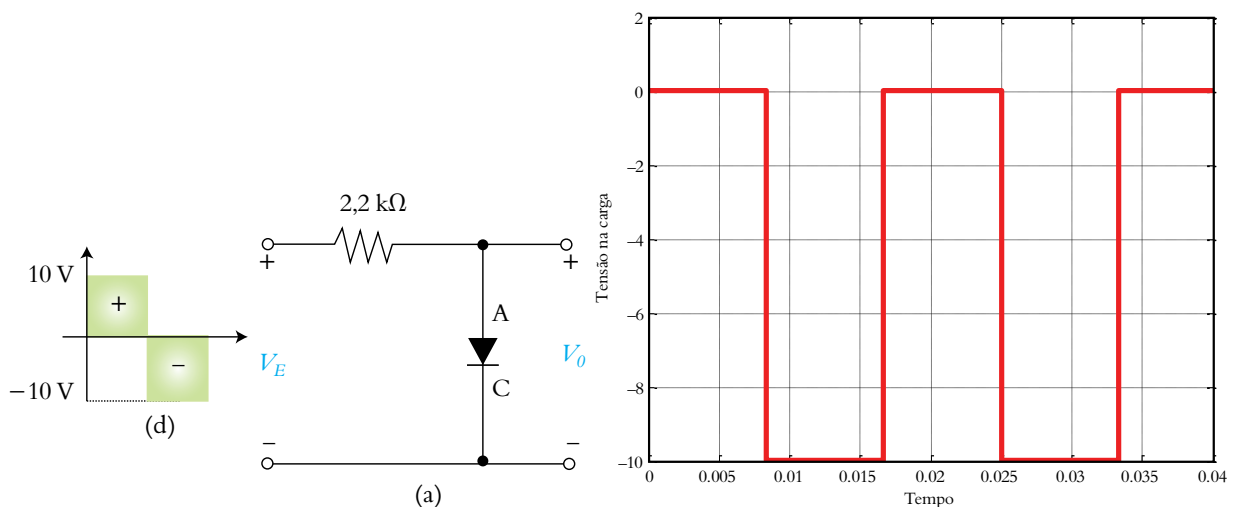 10 V
+
−
−10 V
(d)
2,2 kΩ
+
+
A
V_E
V_0
C
−
−
(a)
2
0
−2
−4
−6
−8
−10
Tensão na carga
0
0.005
0.01
0.015
0.02
0.025
0.03
0.035
0.04
Tempo